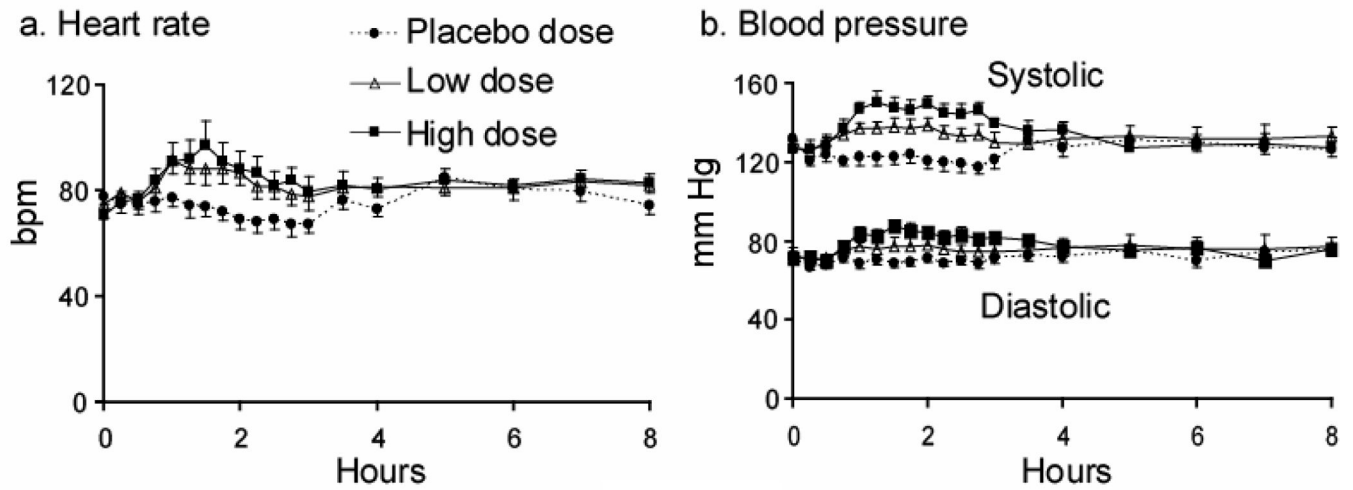 a. Heart rate
Placebo dose
Low dose
High dose
120
80
40
0
bpm
0 2 4 6 8
Hours
b. Blood pressure
Systolic
160
120
80
40
0
mm Hg
Diastolic
0 2 4 6 8
Hours